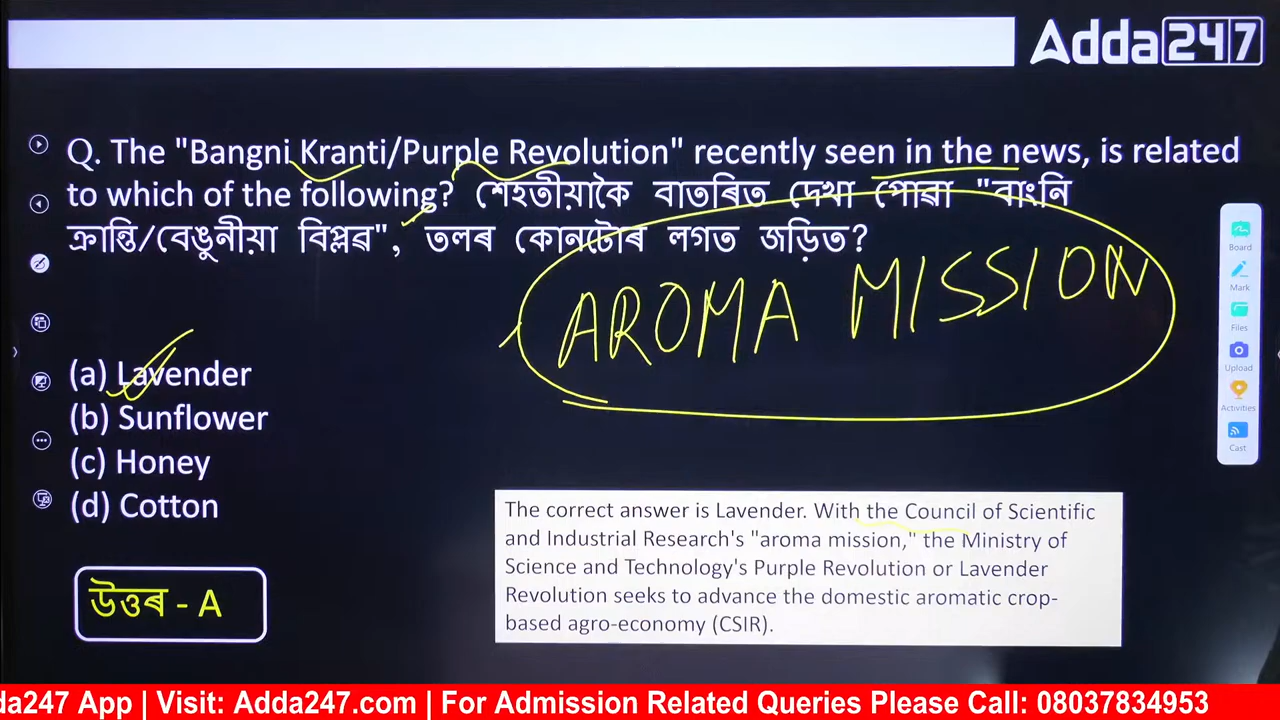 Adda247
Q. The "Bangni Kranti/Purple Revolution" recently seen in the news, is related
to which of the following? শেহতীয়াকৈ বাতৰিত দেখা পোৱা "বাংনি
ক্ৰান্তি/বেঙুনীয়া বিপ্লৱ", তলৰ কোনটোৰ লগত জড়িত?
AROMA MISSION
(a) Lavender
(b) Sunflower
(c) Honey
(d) Cotton
উত্তৰ - A
The correct answer is Lavender. With the Council of Scientific
and Industrial Research's "aroma mission," the Ministry of
Science and Technology's Purple Revolution or Lavender
Revolution seeks to advance the domestic aromatic crop-
based agro-economy (CSIR).
Board
Mark
Files
Upload
Activities
Cast
da247 App | Visit: Adda247.com | For Admission Related Queries Please Call: 08037834953